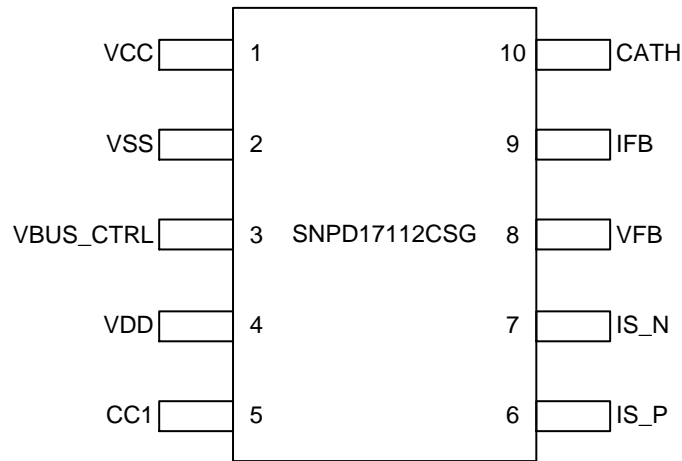 VCC 1 10 CATH
VSS 2 9 IFB
VBUS_CTRL 3 SNPD17112CSG 8 VFB
VDD 4 7 IS_N
CC1 5 6 IS_P